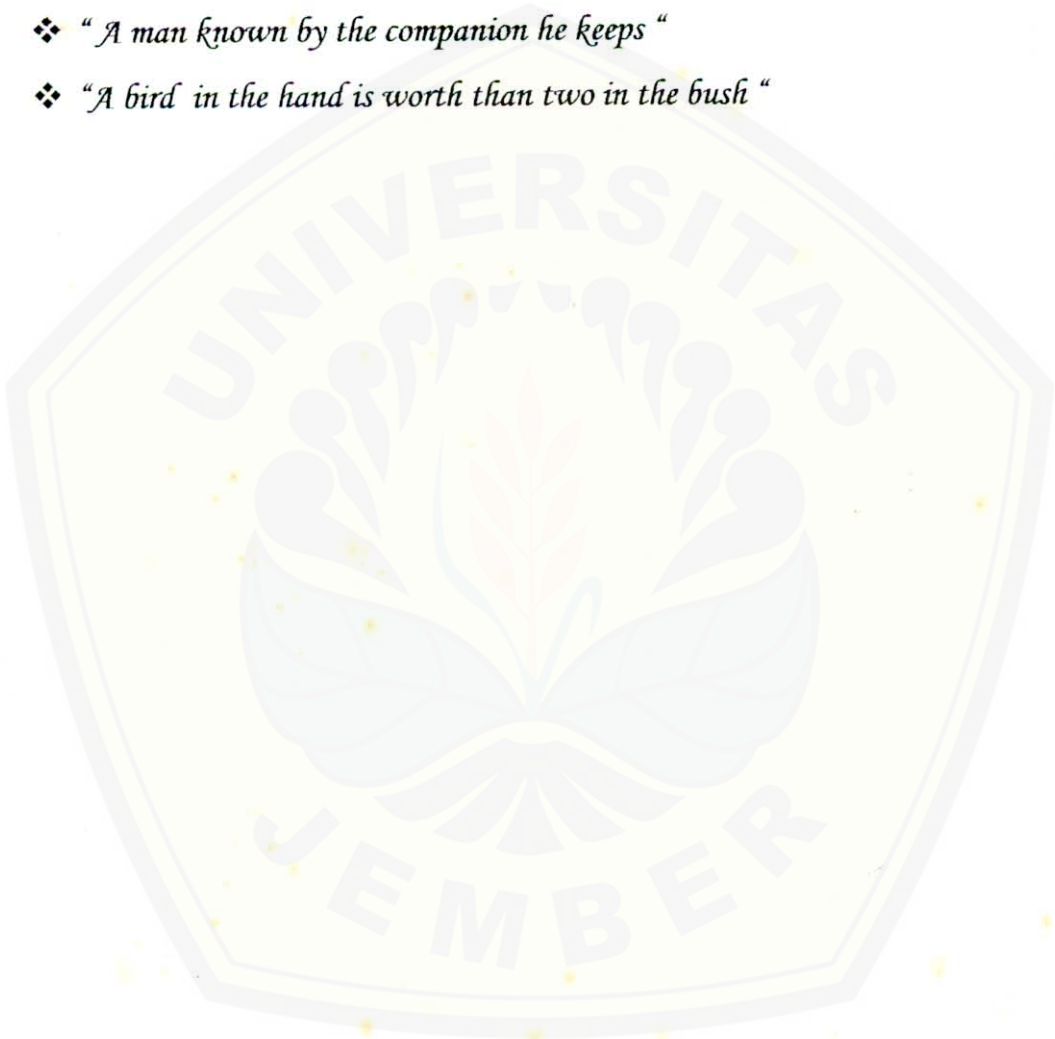 ❖ “ A man known by the companion he keeps “
❖ “A bird in the hand is worth than two in the bush “
UNIVERSITAS
JEMBER